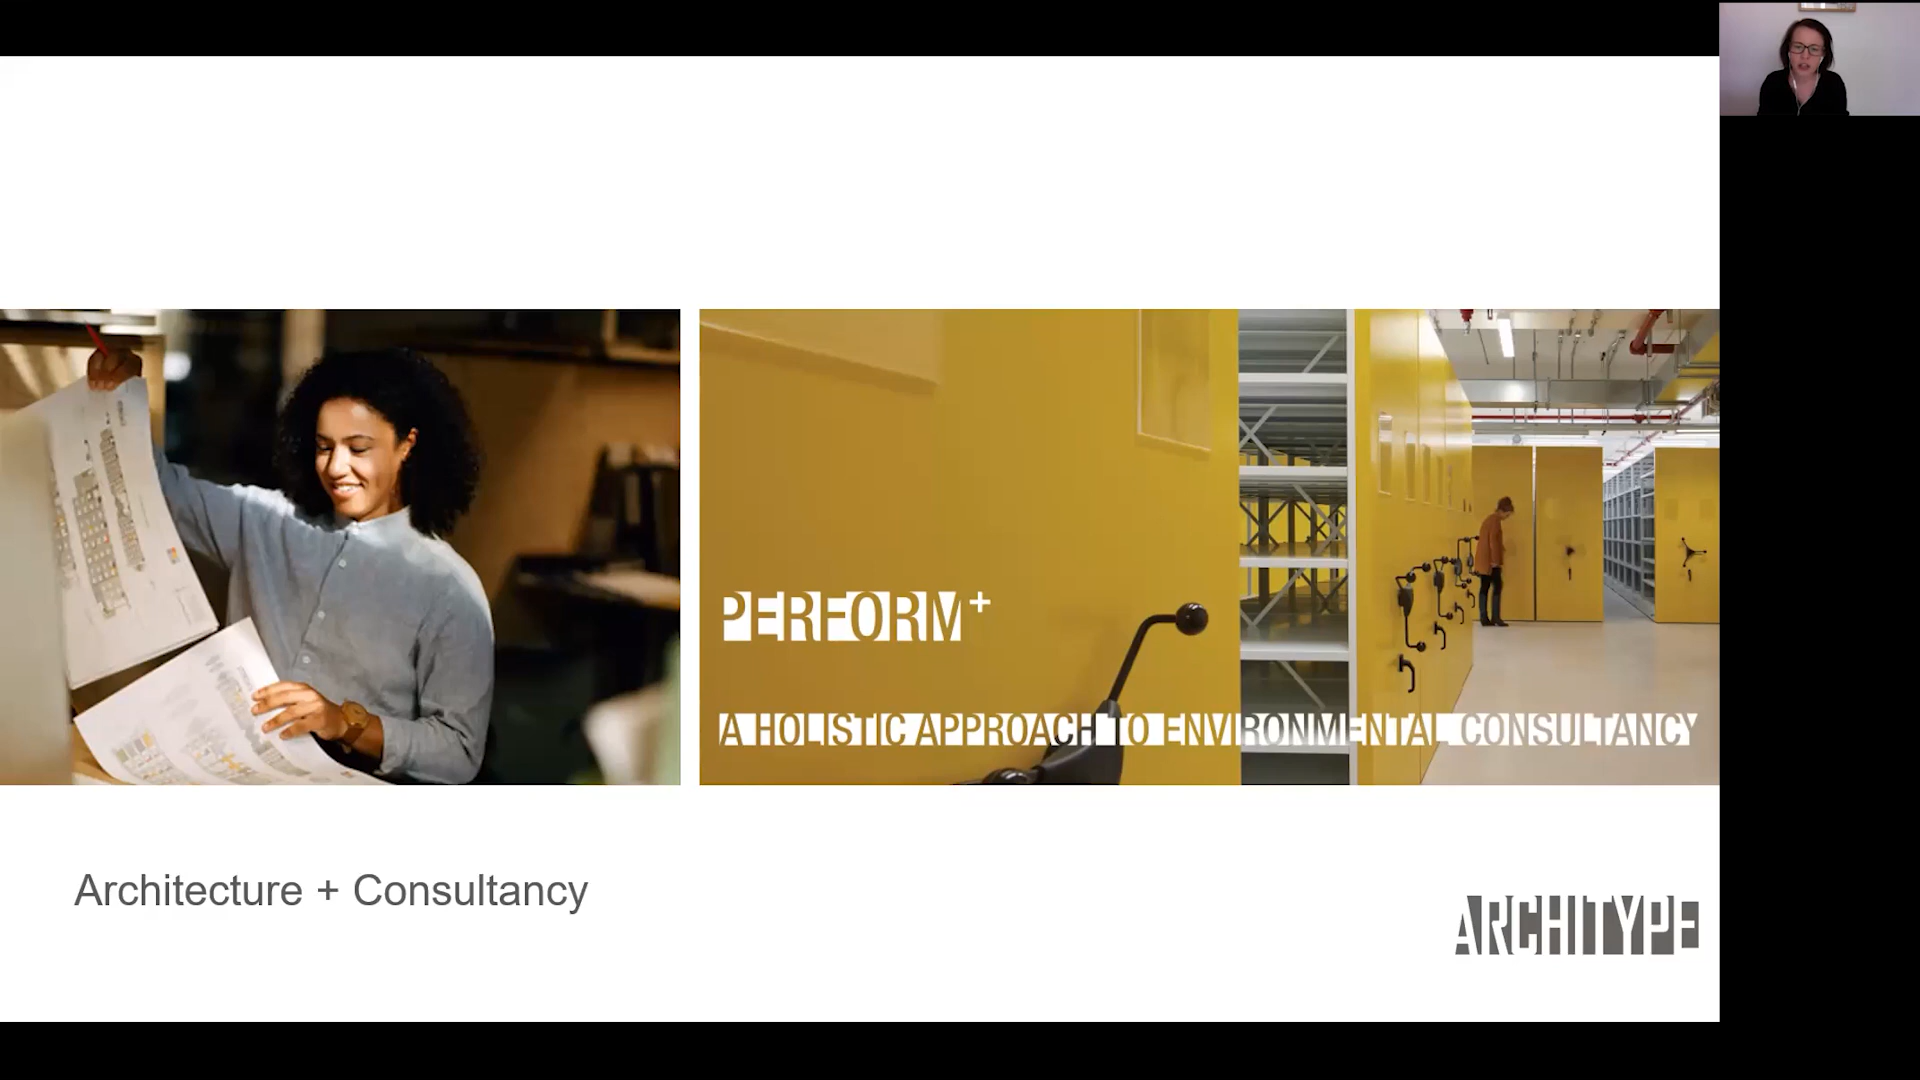 PERFORM+
A HOLISTIC APPROACH TO ENVIRONMENTAL CONSULTANCY
Architecture + Consultancy
ARCHITYPE